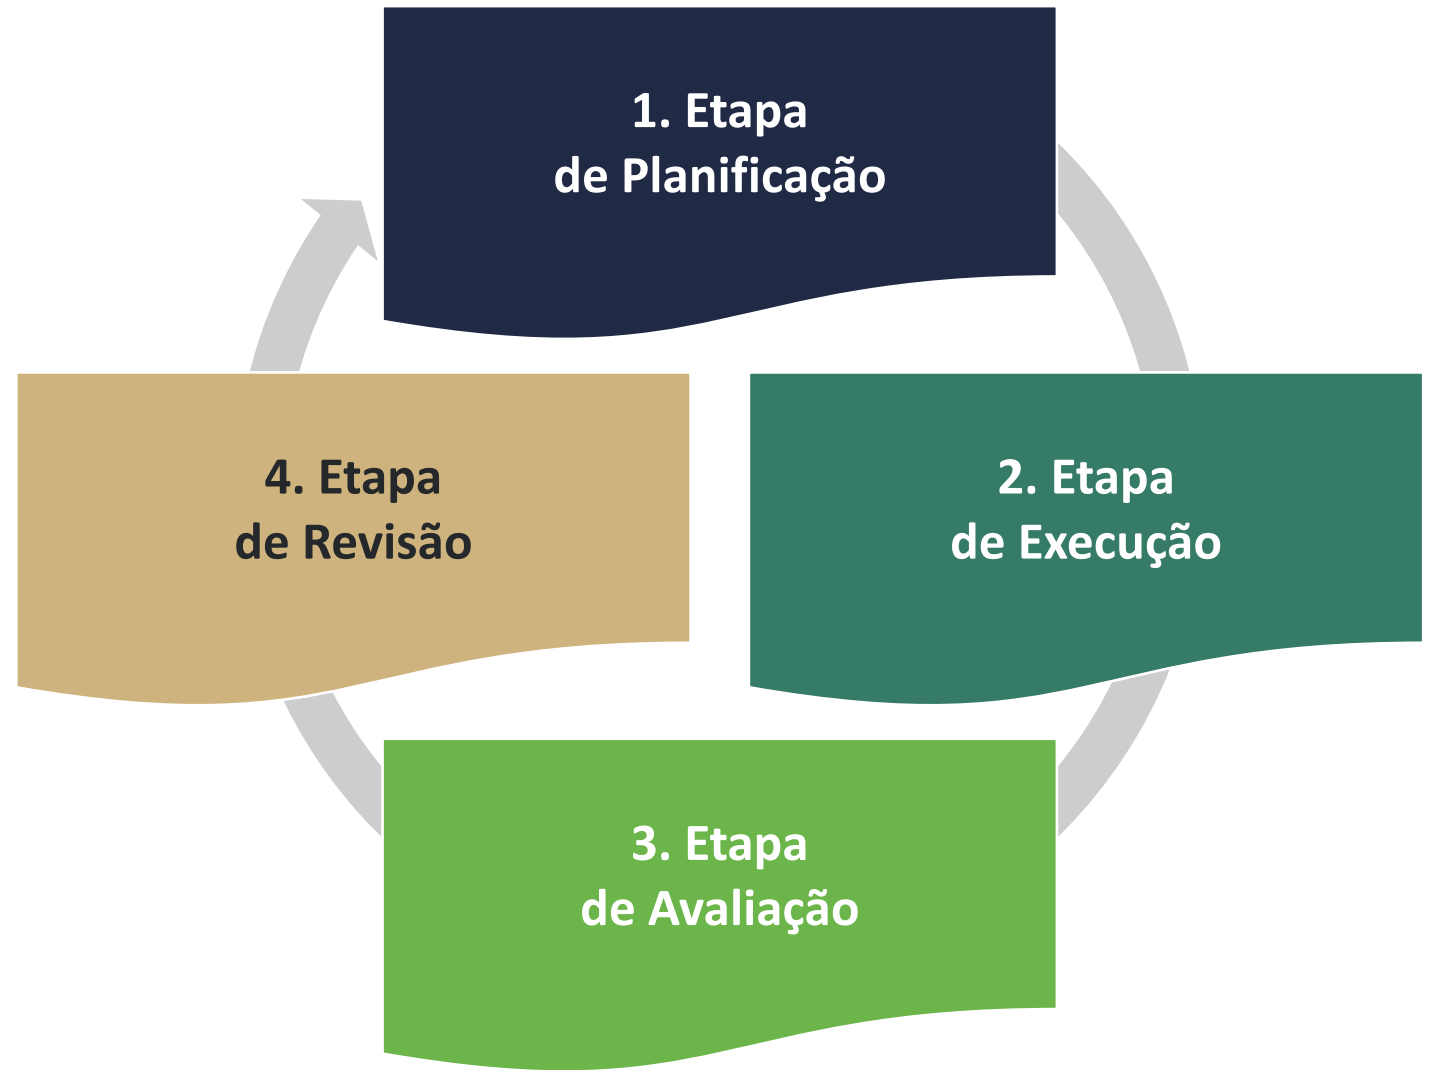 1. Etapa
de Planificação
2. Etapa
de Execução
3. Etapa
de Avaliação
4. Etapa
de Revisão